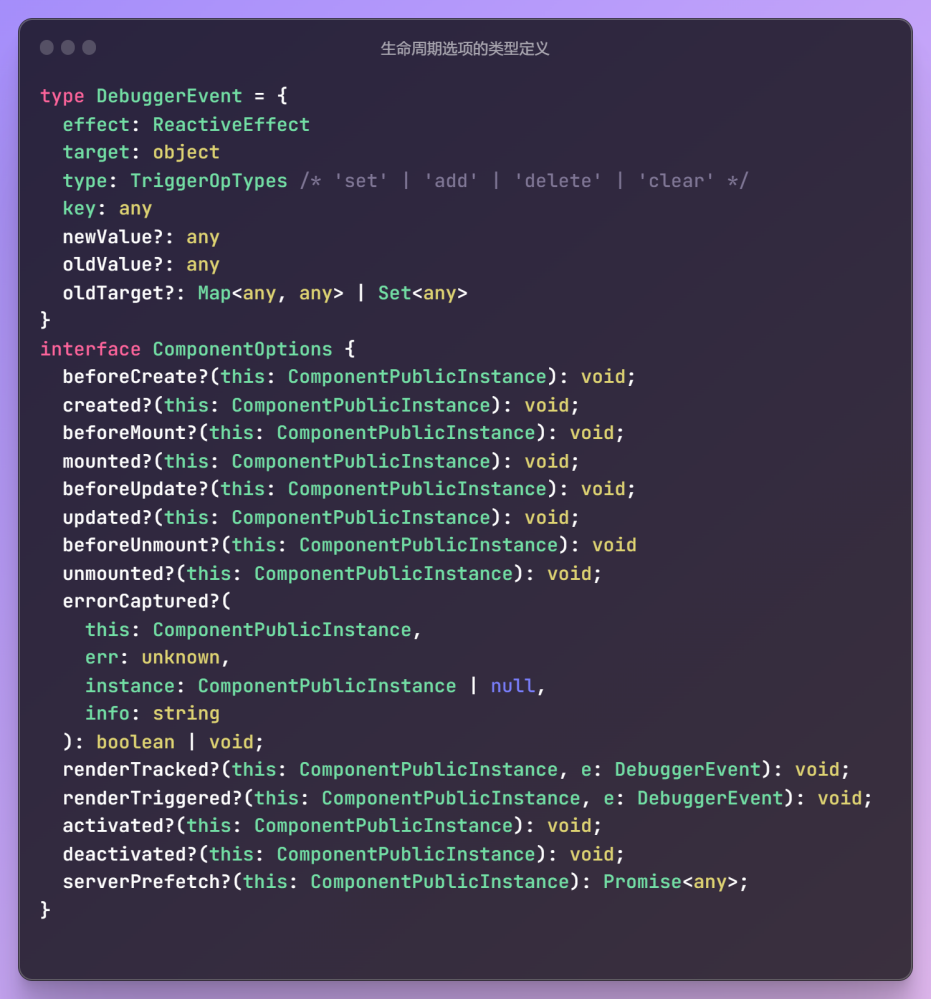 生命周期选项的类型定义
type DebuggerEvent = {
  effect: ReactiveEffect
  target: object
  type: TriggerOpTypes /* 'set' | 'add' | 'delete' | 'clear' */
  key: any
  newValue?: any
  oldValue?: any
  oldTarget?: Map<any, any> | Set<any>
}
interface ComponentOptions {
  beforeCreate?(this: ComponentPublicInstance): void;
  created?(this: ComponentPublicInstance): void;
  beforeMount?(this: ComponentPublicInstance): void;
  mounted?(this: ComponentPublicInstance): void;
  beforeUpdate?(this: ComponentPublicInstance): void;
  updated?(this: ComponentPublicInstance): void;
  beforeUnmount?(this: ComponentPublicInstance): void
  unmounted?(this: ComponentPublicInstance): void;
  errorCaptured?(
    this: ComponentPublicInstance,
    err: unknown,
    instance: ComponentPublicInstance | null,
    info: string
  ): boolean | void;
  renderTracked?(this: ComponentPublicInstance, e: DebuggerEvent): void;
  renderTriggered?(this: ComponentPublicInstance, e: DebuggerEvent): void;
  activated?(this: ComponentPublicInstance): void;
  deactivated?(this: ComponentPublicInstance): void;
  serverPrefetch?(this: ComponentPublicInstance): Promise<any>;
}